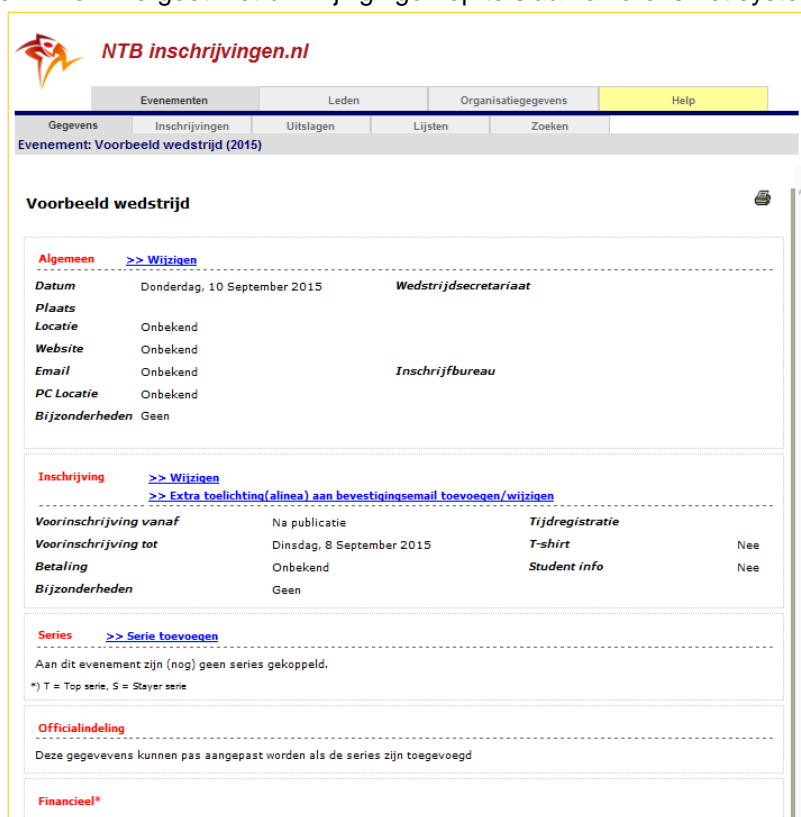 NTB inschrijvingen.nl
Evenementen Leden Organisatiegegevens Help
Gegevens Inschrijvingen Uitslagen Lijsten Zoeken
Evenement: Voorbeeld wedstrijd (2015)
Voorbeeld wedstrijd
Algemeen >> Wijzigen
Datum Donderdag, 10 September 2015 Wedstrijdsecretariaat
Plaats
Locatie Onbekend
Website Onbekend
Email Onbekend Inschrijfbureau
PC Locatie Onbekend
Bijzonderheden Geen
Inschrijving >> Wijzigen
>> Extra toelichting(alinea) aan bevestigingsemail toevoegen/wijzigen
Voorinschrijving vanaf Na publicatie Tijdregistratie
Voorinschrijving tot Dinsdag, 8 September 2015 T-shirt Nee
Betaling Onbekend Student info Nee
Bijzonderheden Geen
Series >> Serie toevoegen
Aan dit evenement zijn (nog) geen series gekoppeld.
*) T = Top serie, S = Stayer serie
Officialindeling
Deze gegevevens kunnen pas aangepast worden als de series zijn toegevoegd
Financieel*